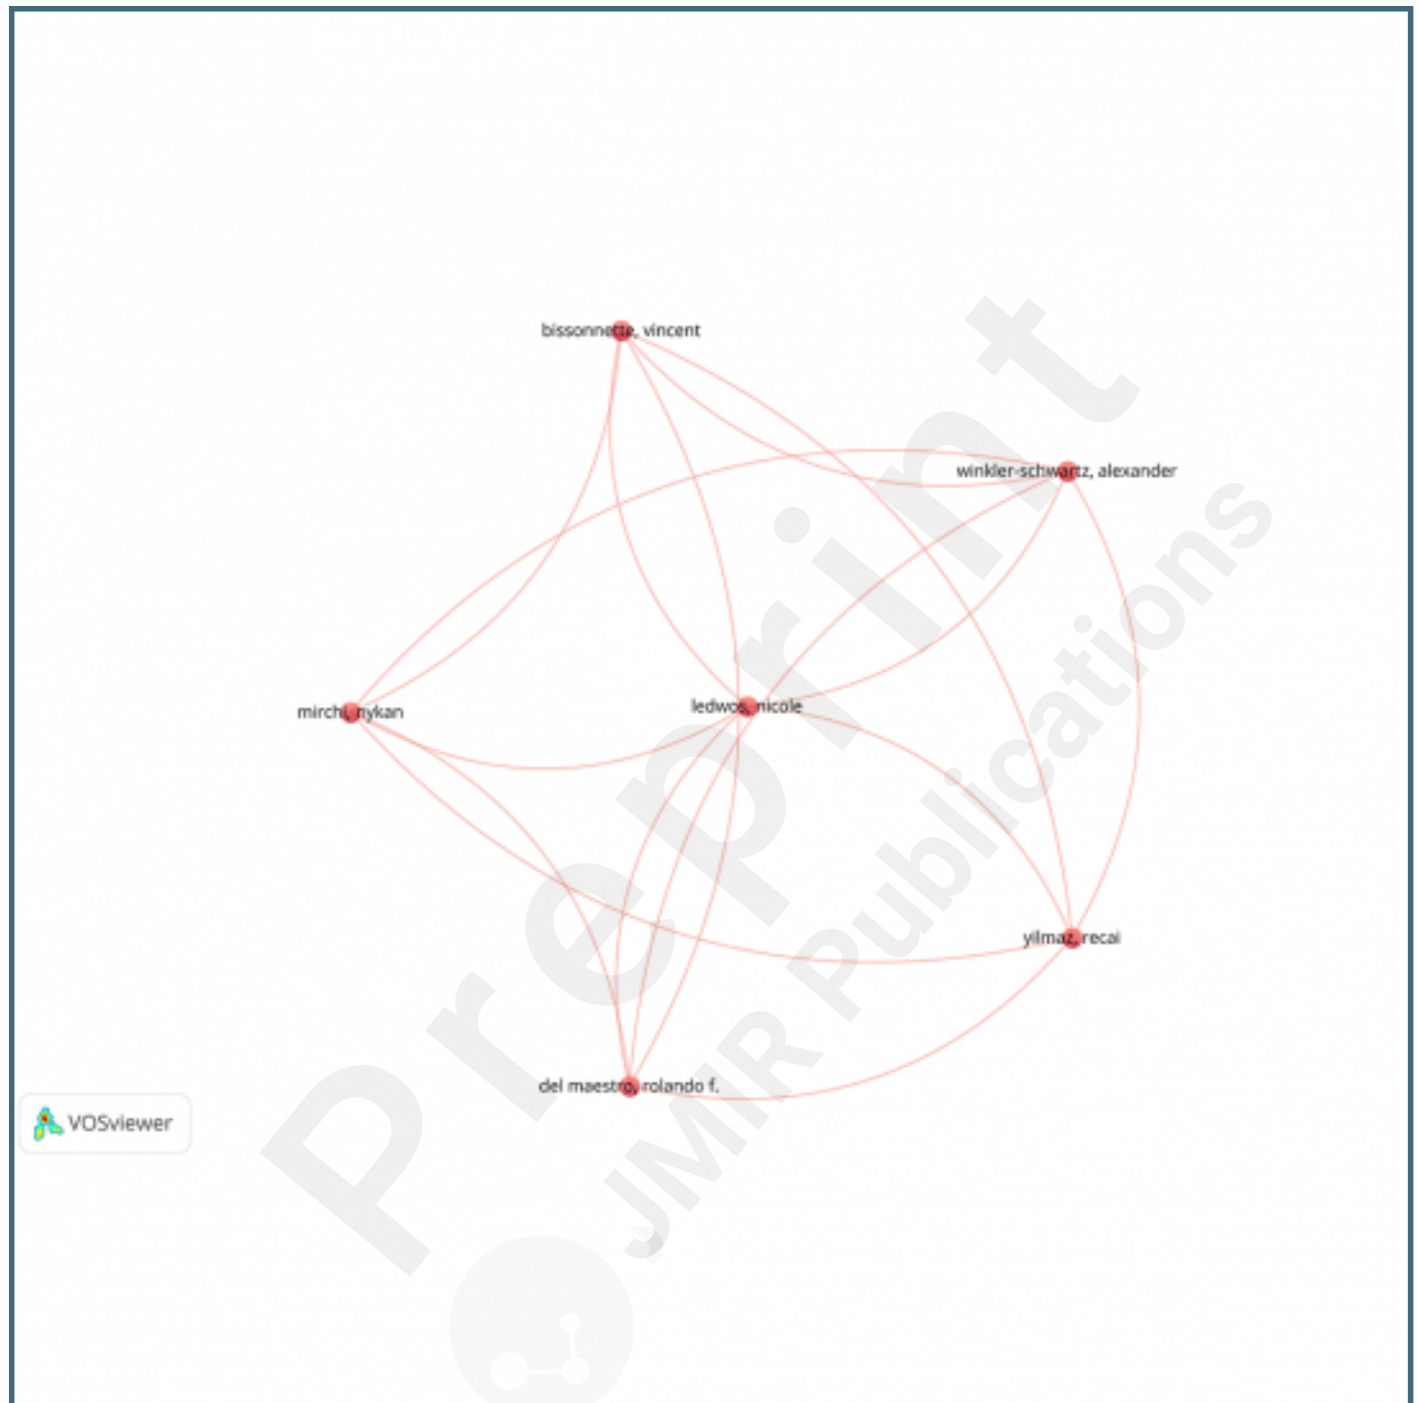 bissonnette, vincent
winkler-schwartz, alexander
mirchi, nykan
ledwos, nicole
yilmaz, recai
del maestro, rolando f.
VOSviewer
Preprint
JMIR Publications